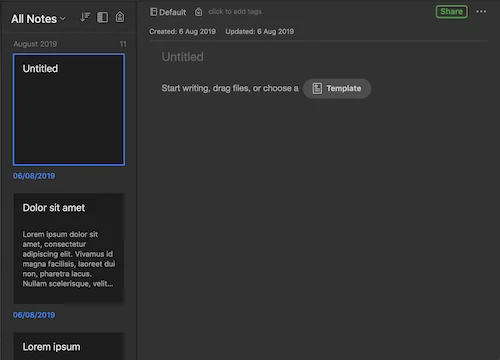 All Notes
August 2019 11
Untitled
06/08/2019
Dolor sit amet
Lorem ipsum dolor sit
amet, consectetur
adipiscing elit. Vivamus id
magna facilisis, laoreet dui
non, pharetra lacus.
Nullam scelerisque, velit...
06/08/2019
Lorem ipsum
Default click to add tags
Share
Created: 6 Aug 2019 Updated: 6 Aug 2019
Untitled
Start writing, drag files, or choose a Template